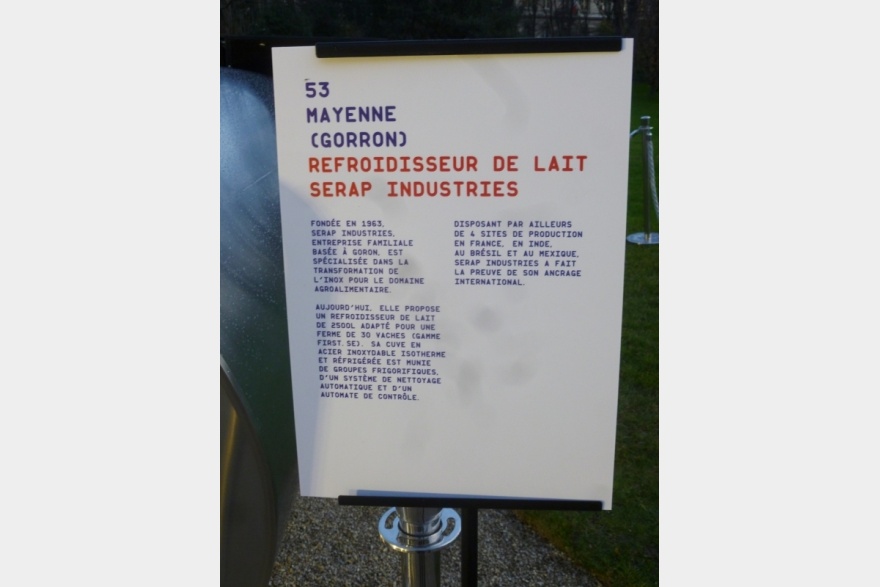 53
MAYENNE
(GORRON)
REFROIDISSEUR DE LAIT
SERAP INDUSTRIES
FONDÉE EN 1963,
SERAP INDUSTRIES,
ENTREPRISE FAMILIALE
BASÉE À GORON, EST
SPÉCIALISÉE DANS LA
TRANSFORMATION DE
L'INOX POUR LE DOMAINE
AGROALIMENTAIRE.
AUJOURD'HUI, ELLE PROPOSE
UN REFROIDISSEUR DE LAIT
DE 2500L ADAPTÉ POUR UNE
FERME DE 30 VACHES (GAMME
FIRST.SE). SA CUVE EN
ACIER INOXYDABLE ISOTHERME
ET RÉFRIGÉRÉE EST MUNIE
DE GROUPES FRIGORIFIQUES,
D'UN SYSTÈME DE NETTOYAGE
AUTOMATIQUE ET D'UN
AUTOMATE DE CONTRÔLE.
DISPOSANT PAR AILLEURS
DE 4 SITES DE PRODUCTION
EN FRANCE, EN INDE,
AU BRÉSIL ET AU MEXIQUE,
SERAP INDUSTRIES A FAIT
LA PREUVE DE SON ANCRAGE
INTERNATIONAL.